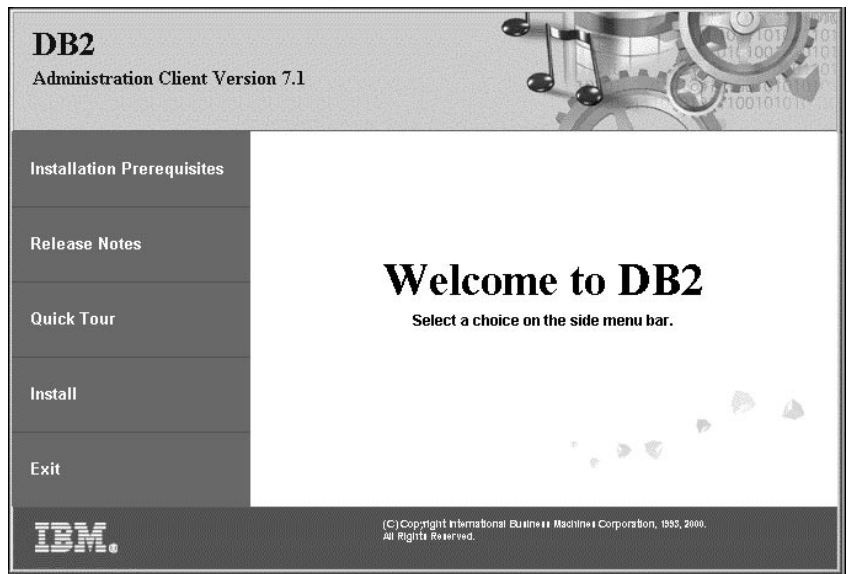 DB2
Administration Client Version 7.1
Installation Prerequisites
Release Notes
Quick Tour
Install
Exit
Welcome to DB2
Select a choice on the side menu bar.
IBM®
(C) Copyright International Business Machines Corporation, 1993, 2000.
All Rights Reserved.